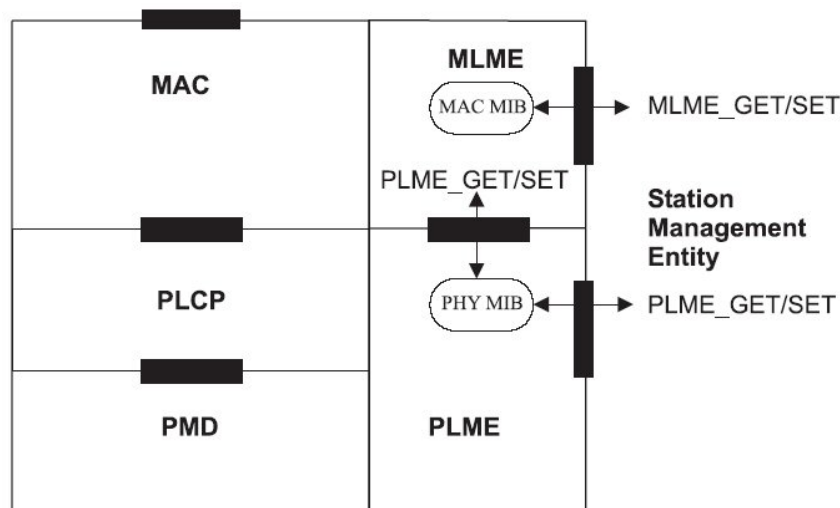 MLME
MAC
MAC MIB
MLME_GET/SET
PLME_GET/SET
Station
Management
Entity
PLCP
PHY MIB
PLME_GET/SET
PMD
PLME